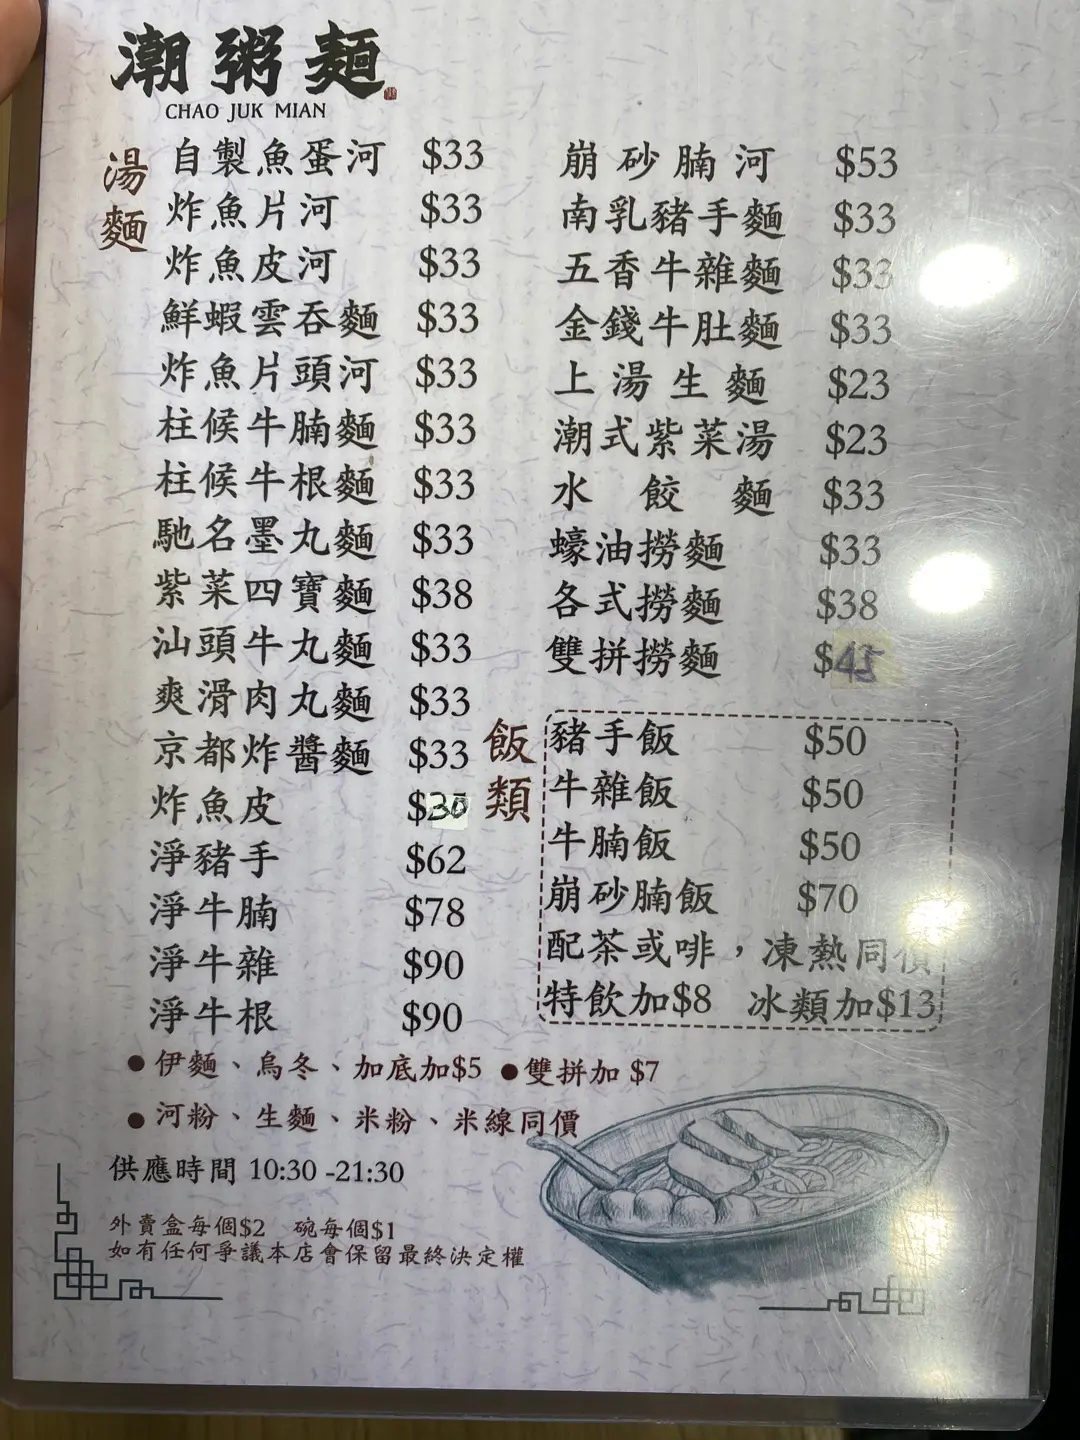 潮粥麵
CHAO JUK MIAN
湯麵
自製魚蛋河 $33
炸魚片河 $33
炸魚皮河 $33
鮮蝦雲吞麵 $33
炸魚片頭河 $33
柱候牛腩麵 $33
柱候牛根麵 $33
馳名墨丸麵 $33
紫菜四寶麵 $38
汕頭牛丸麵 $33
爽滑肉丸麵 $33
京都炸醬麵 $33
炸魚皮 $30
淨豬手 $62
淨牛腩 $78
淨牛雜 $90
淨牛根 $90
崩砂腩河 $53
南乳豬手麵 $33
五香牛雜麵 $33
金錢牛肚麵 $33
上湯生麵 $23
潮式紫菜湯 $23
水餃麵 $33
蠔油撈麵 $33
各式撈麵 $38
雙拼撈麵 $45
飯類
豬手飯 $50
牛雜飯 $50
牛腩飯 $50
崩砂腩飯 $70
配茶或啡，凍熱同價
特飲加$8 冰類加$13
●伊麵、烏冬、加底加$5 ●雙拼加 $7
●河粉、生麵、米粉、米線同價
供應時間 10:30 -21:30
外賣盒每個$2 碗每個$1
如有任何爭議本店會保留最終決定權